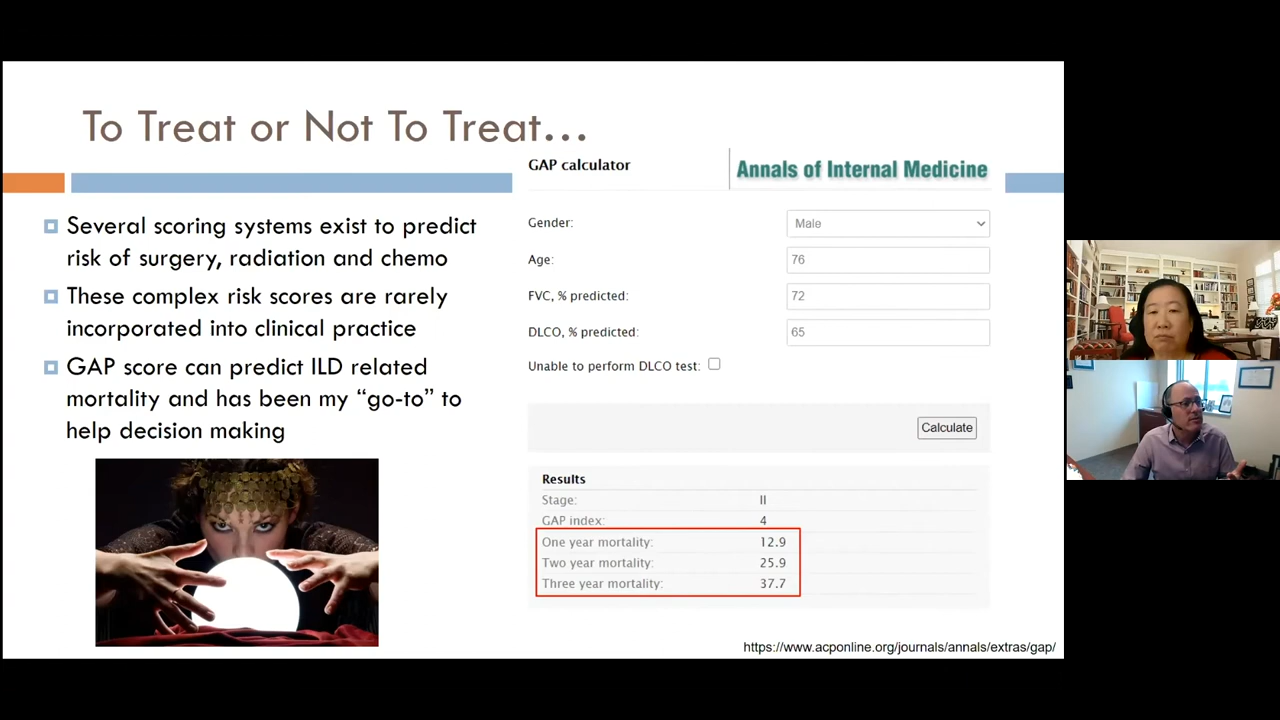 To Treat or Not To Treat…
Several scoring systems exist to predict
risk of surgery, radiation and chemo
These complex risk scores are rarely
incorporated into clinical practice
GAP score can predict ILD related
mortality and has been my “go-to” to
help decision making
GAP calculator
Annals of Internal Medicine
Gender: Male
Age: 76
FVC, % predicted: 72
DLCO, % predicted: 65
Unable to perform DLCO test:
Calculate
Results
Stage: II
GAP index: 4
One year mortality: 12.9
Two year mortality: 25.9
Three year mortality: 37.7
https://www.acponline.org/journals/annals/extras/gap/